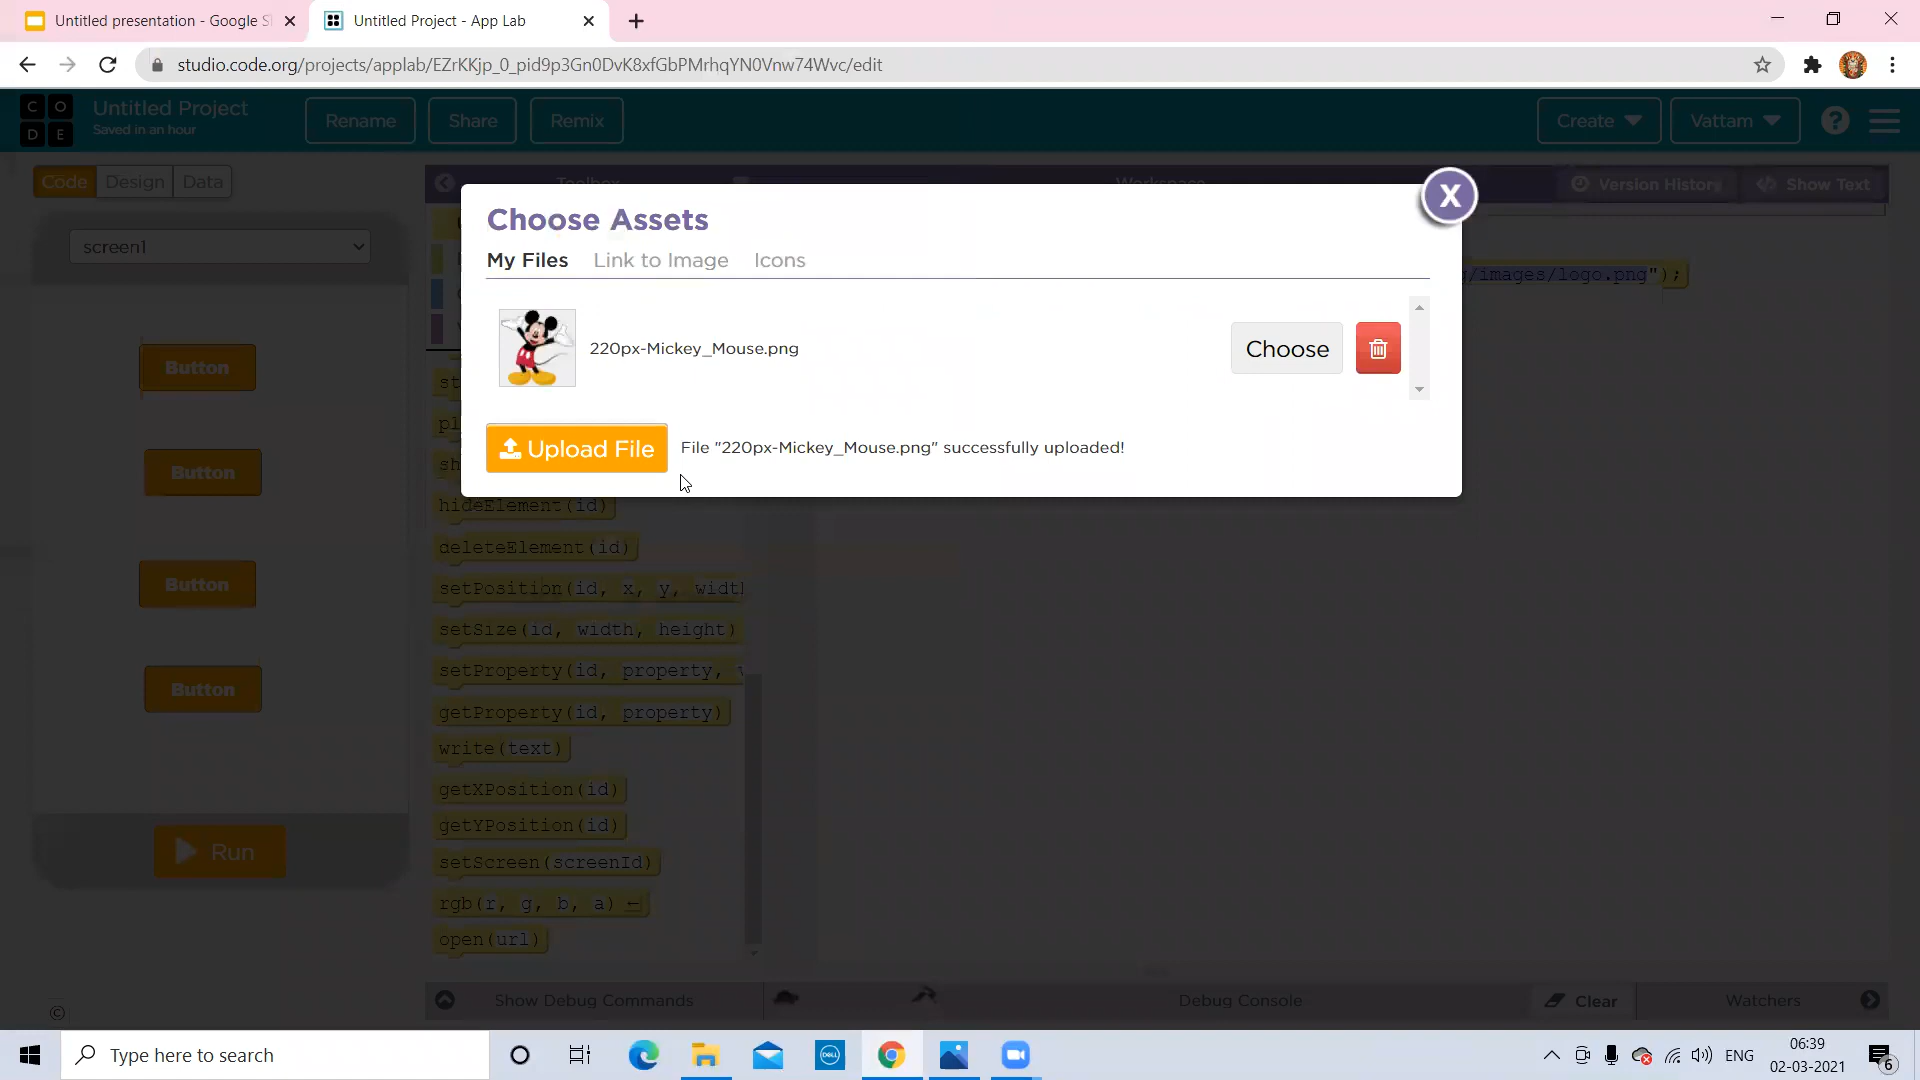 Untitled presentation - Google S
Untitled Project - App Lab
studio.code.org/projects/applab/EZrKKjp_0_pid9p3Gn0DvK8xfGbPMrhqYN0Vnw74Wvc/edit
C O
D E
Untitled Project
Saved in an hour
Rename
Share
Remix
Create
Vattam
?
Code
Design
Data
Toolbox
Workspace
Version History
Show Text
screen1
Choose Assets
X
My Files
Link to Image
Icons
/images/logo.png");
220px-Mickey_Mouse.png
Choose
Upload File
File "220px-Mickey_Mouse.png" successfully uploaded!
Button
Button
Button
Button
Run
hideElement(id)
deleteElement(id)
setPosition(id, x, y, width
setSize(id, width, height)
setProperty(id, property, v
getProperty(id, property)
write(text)
getXPosition(id)
getYPosition(id)
setScreen(screenId)
rgb(r, g, b, a)
open(url)
©
Show Debug Commands
Debug Console
Clear
Watchers
Type here to search
DELL
ENG
06:39
02-03-2021
6